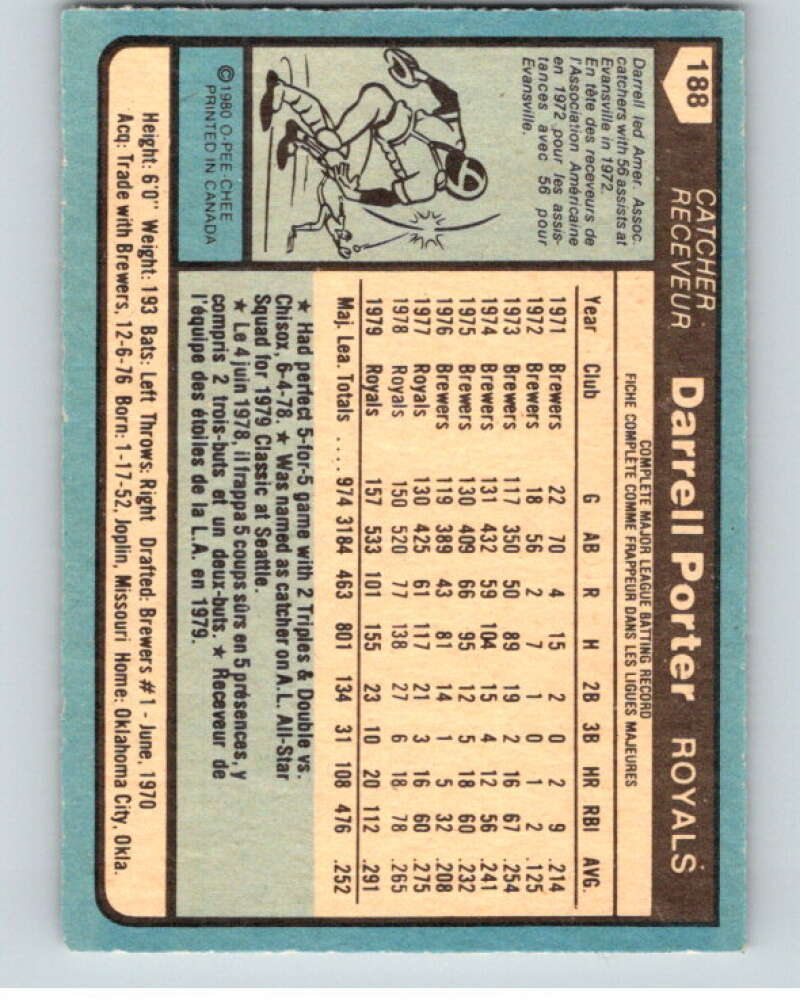 188
CATCHER
RECEVEUR
Darrell Porter ROYALS
Darrell led Amer. Assoc.
catchers with 56 assists at
Evansville in 1972.
En tête des receveurs de
l'Association Américaine
en 1972 pour les assis-
tances avec 56 pour
Evansville.
©1980 O-PEE-CHEE
PRINTED IN CANADA
COMPLETE MAJOR LEAGUE BATTING RECORD
FICHE COMPLÈTE COMME FRAPPEUR DANS LES LIGUES MAJEURES
Year Club G AB R H 2B 3B HR RBI AVG.
1971 Brewers 22 70 4 15 2 0 2 9 .214
1972 Brewers 18 56 2 7 1 0 1 2 .125
1973 Brewers 117 350 50 89 19 2 16 67 .254
1974 Brewers 131 432 59 104 15 4 12 56 .241
1975 Brewers 130 409 66 95 12 5 18 60 .232
1976 Brewers 119 389 43 81 14 1 5 32 .208
1977 Royals 130 425 61 117 21 3 16 60 .275
1978 Royals 150 520 77 138 27 6 18 78 .265
1979 Royals 157 533 101 155 23 10 20 112 .291
Maj. Lea. Totals .... 974 3184 463 801 134 31 108 476 .252
★ Had perfect 5-for-5 game with 2 Triples & Double vs.
Chisox, 6-4-78. ★ Was named as catcher on A.L. All-Star
Squad for 1979 Classic at Seattle.
★ Le 4 juin 1978, il frappa 5 coups sûrs en 5 présences, y
compris 2 trois-buts et un deux-buts. ★ Receveur de
l'équipe des étoiles de la L.A. en 1979.
Height: 6'0" Weight: 193 Bats: Left Throws: Right Drafted: Brewers #1 - June, 1970
Acq: Trade with Brewers, 12-6-76 Born: 1-17-52, Joplin, Missouri Home: Oklahoma City, Okla.